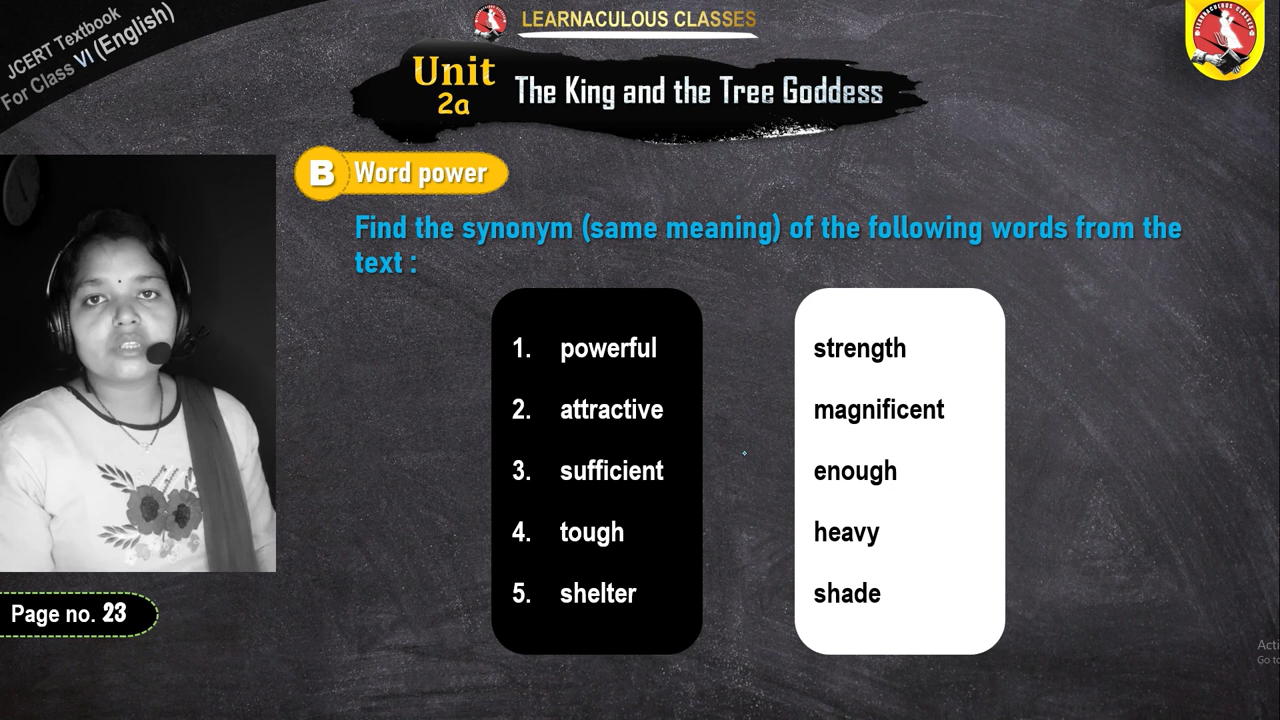 JCERT Textbook
For Class VI (English)
LEARNACULOUS CLASSES
Unit
2a
The King and the Tree Goddess
B Word power
Find the synonym (same meaning) of the following words from the
text :
1. powerful strength
2. attractive magnificent
3. sufficient enough
4. tough heavy
5. shelter shade
Page no. 23